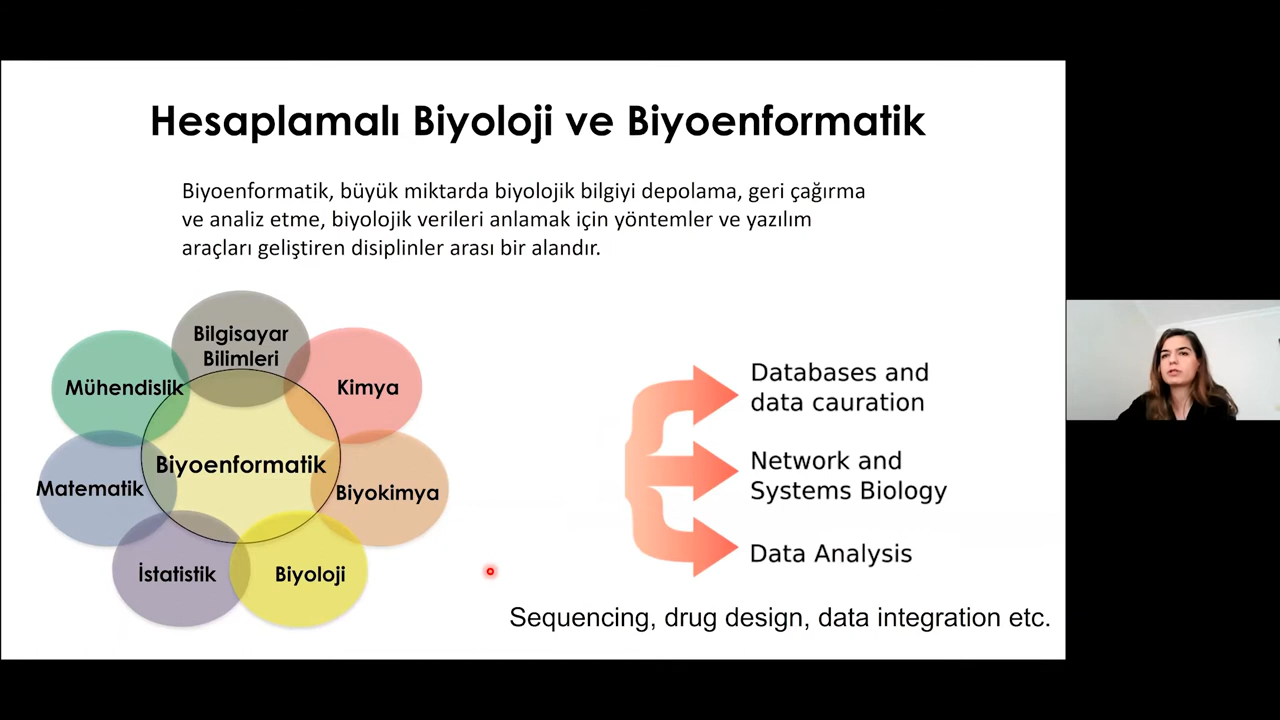 Hesaplamalı Biyoloji ve Biyoenformatik
Biyoenformatik, büyük miktarda biyolojik bilgiyi depolama, geri çağırma
ve analiz etme, biyolojik verileri anlamak için yöntemler ve yazılım
araçları geliştiren disiplinler arası bir alandır.
Bilgisayar
Bilimleri
Mühendislik
Kimya
Biyoenformatik
Matematik
Biyokimya
İstatistik
Biyoloji
Databases and
data cauration
Network and
Systems Biology
Data Analysis
Sequencing, drug design, data integration etc.